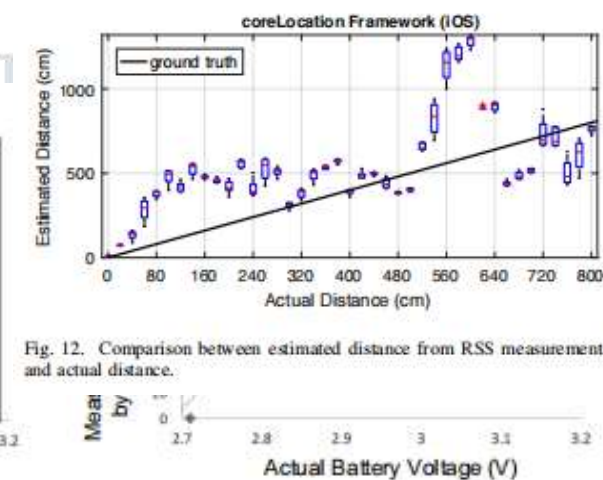 coreLocation Framework (iOS)
ground truth
Estimated Distance (cm)
1000
500
0
0 80 160 240 320 400 480 560 640 720 800
Actual Distance (cm)
Fig. 12. Comparison between estimated distance from RSS measurement
and actual distance.
3.2
by
0
2.7 2.8 2.9 3 3.1 3.2
Actual Battery Voltage (V)